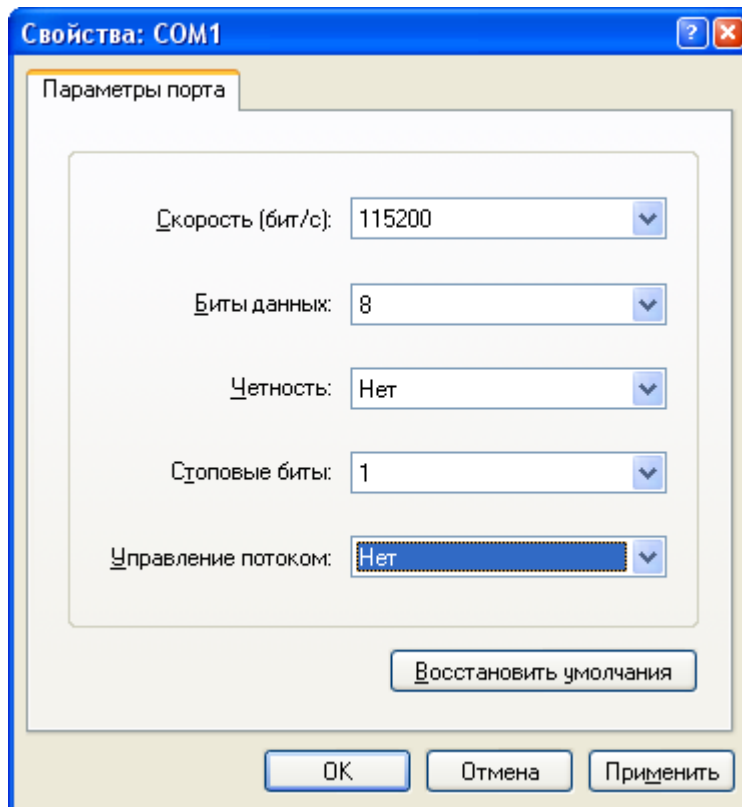 Свойства: COM1
Параметры порта
Скорость (бит/с): 115200
Биты данных: 8
Четность: Нет
Стоповые биты: 1
Управление потоком: Нет
Восстановить умолчания
OK Отмена Применить